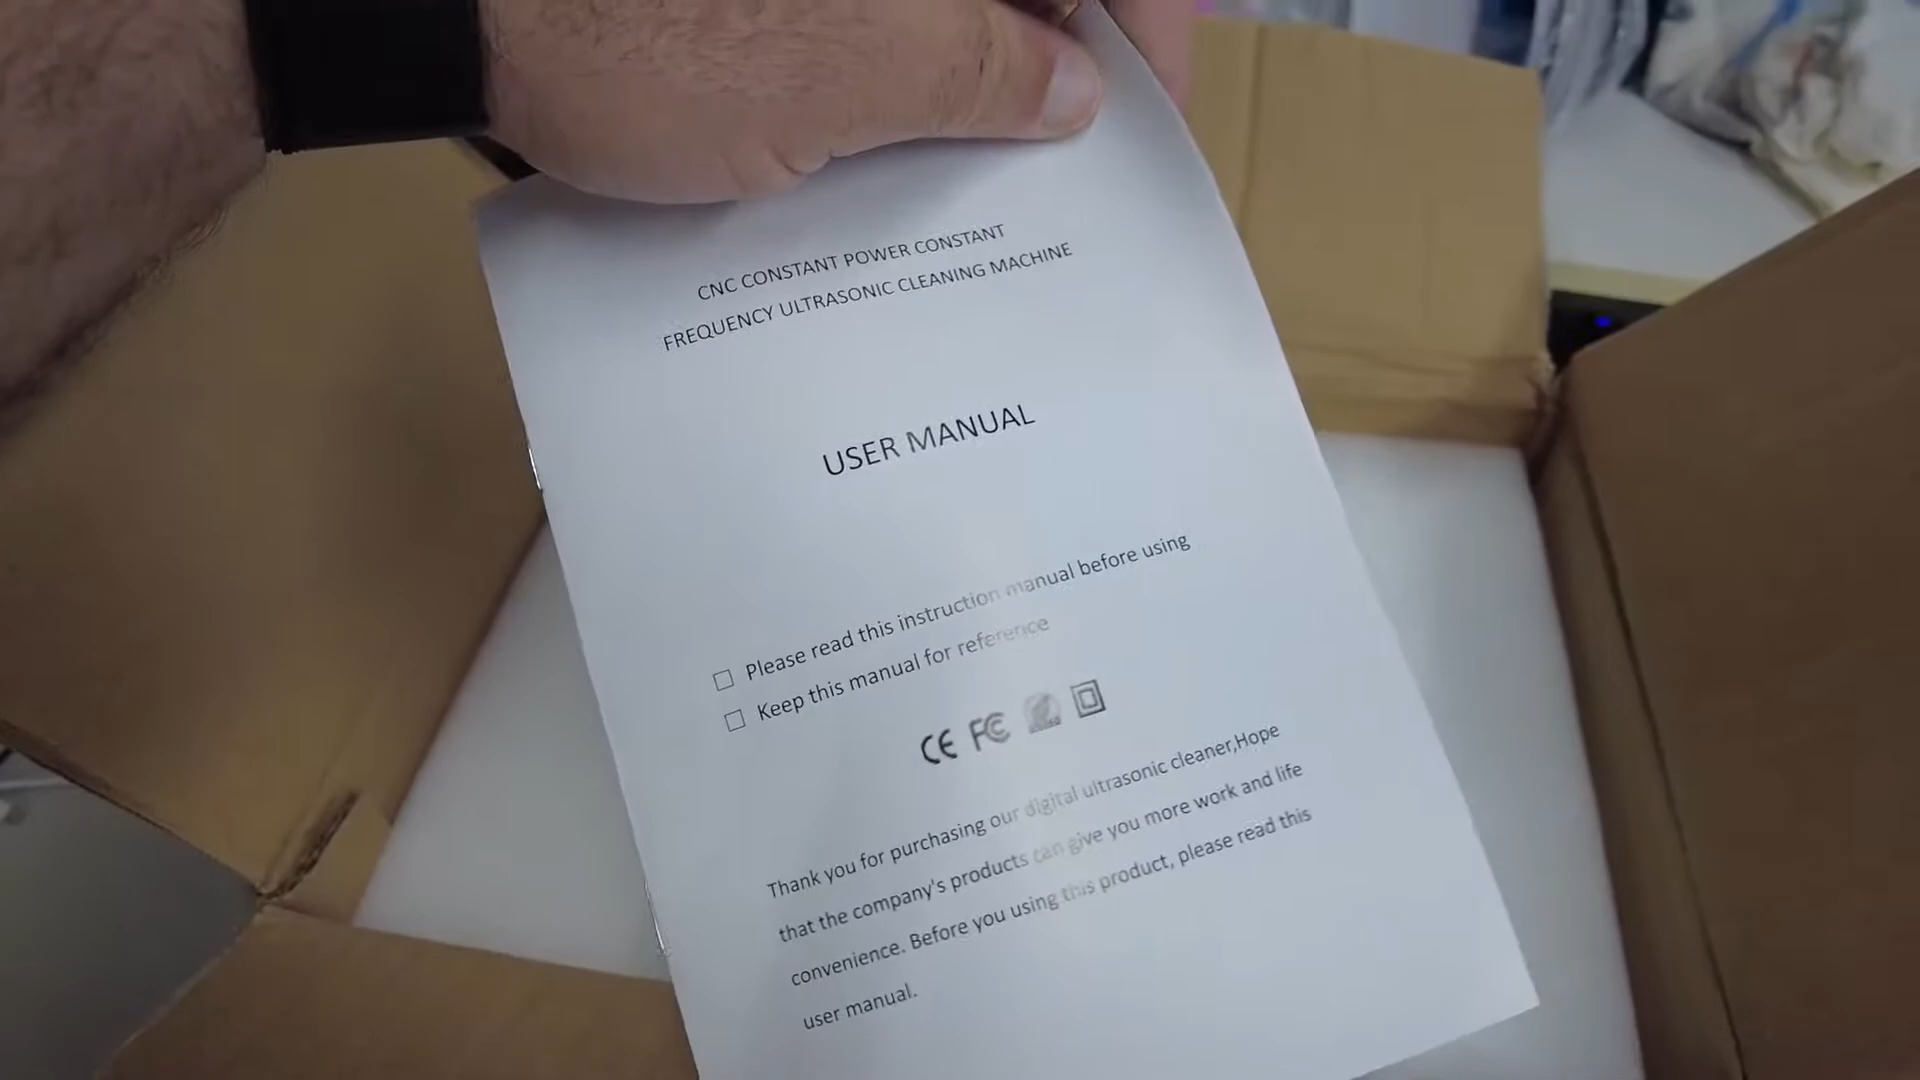 CNC CONSTANT POWER CONSTANT
FREQUENCY ULTRASONIC CLEANING MACHINE
USER MANUAL
□ Please read this instruction manual before using
□ Keep this manual for reference
CE FC
Thank you for purchasing our digital ultrasonic cleaner,Hope
that the company's products can give you more work and life
convenience. Before you using this product, please read this
user manual.